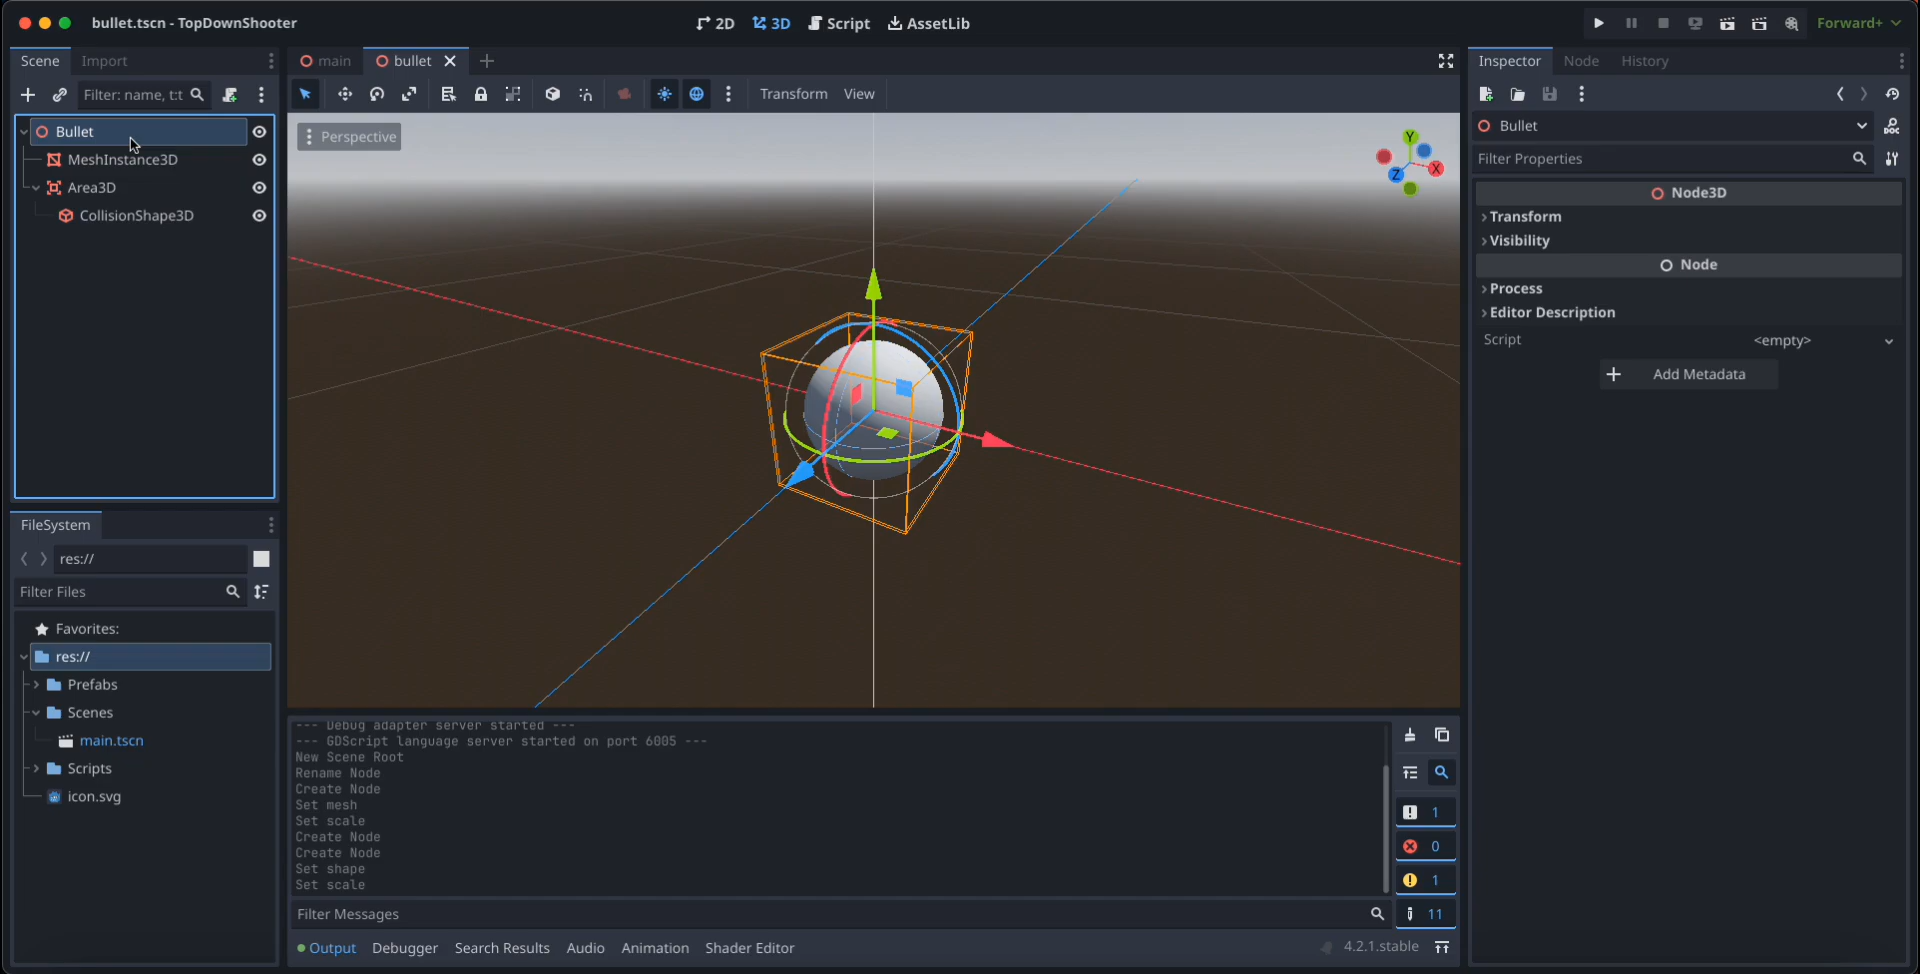 bullet.tscn - TopDownShooter
2D
3D
Script
AssetLib
Forward+
Scene
Import
Filter: name, t:t
Bullet
MeshInstance3D
Area3D
CollisionShape3D
FileSystem
res://
Filter Files
Favorites:
res://
Prefabs
Scenes
main.tscn
Scripts
icon.svg
main
bullet
Transform
View
Perspective
Y
X
Z
--- Debug adapter server started ---
--- GDScript language server started on port 6005 ---
New Scene Root
Rename Node
Create Node
Set mesh
Set scale
Create Node
Create Node
Set shape
Set scale
1
0
1
11
Filter Messages
Output
Debugger
Search Results
Audio
Animation
Shader Editor
4.2.1.stable
Inspector
Node
History
Bullet
Filter Properties
Node3D
Transform
Visibility
Node
Process
Editor Description
Script
<empty>
Add Metadata